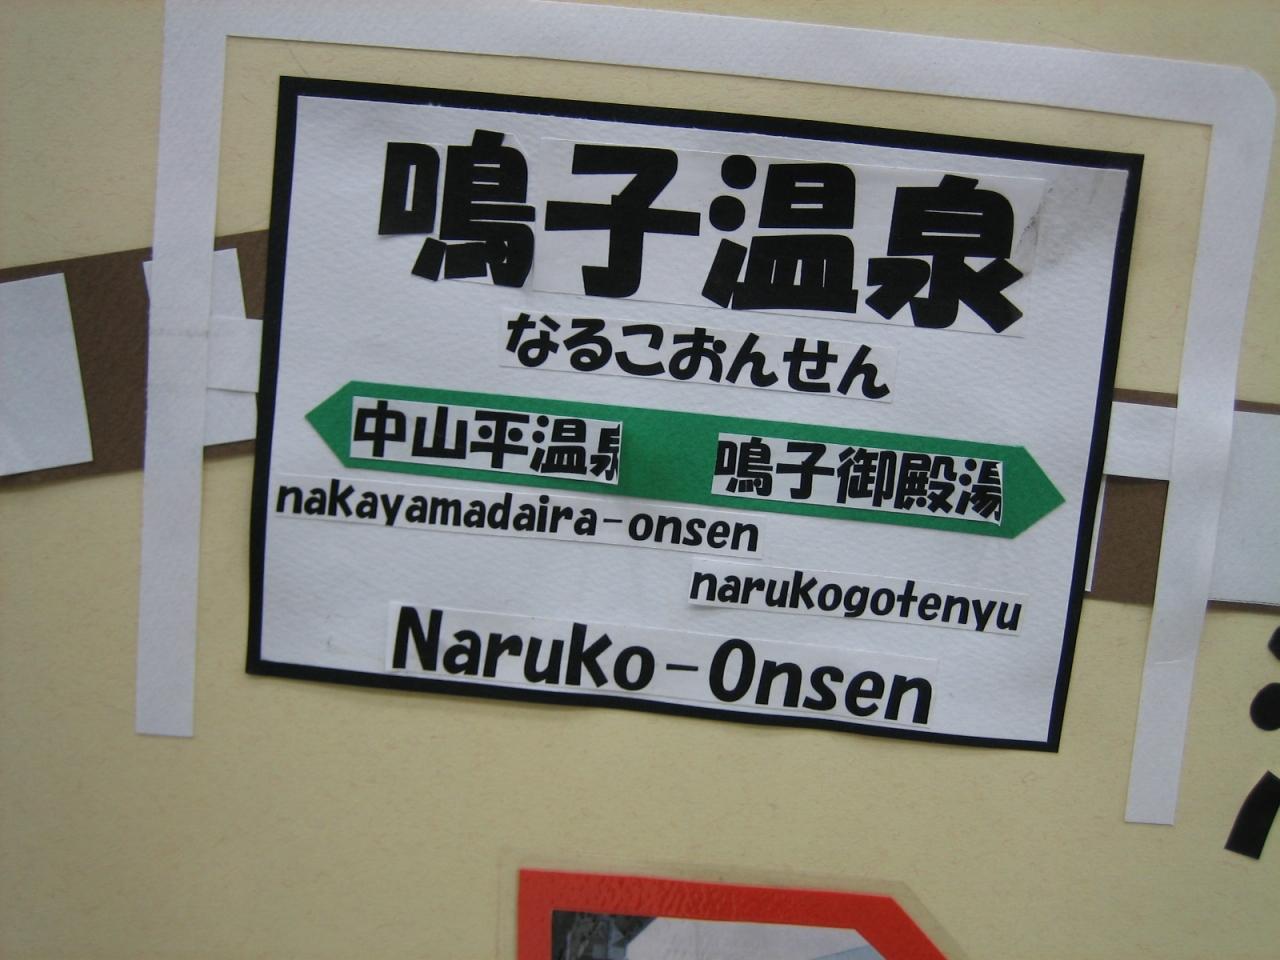 鳴子温泉
なるこおんせん
中山平温泉 鳴子御殿湯
nakayamadaira-onsen
narukogotenyu
Naruko-Onsen